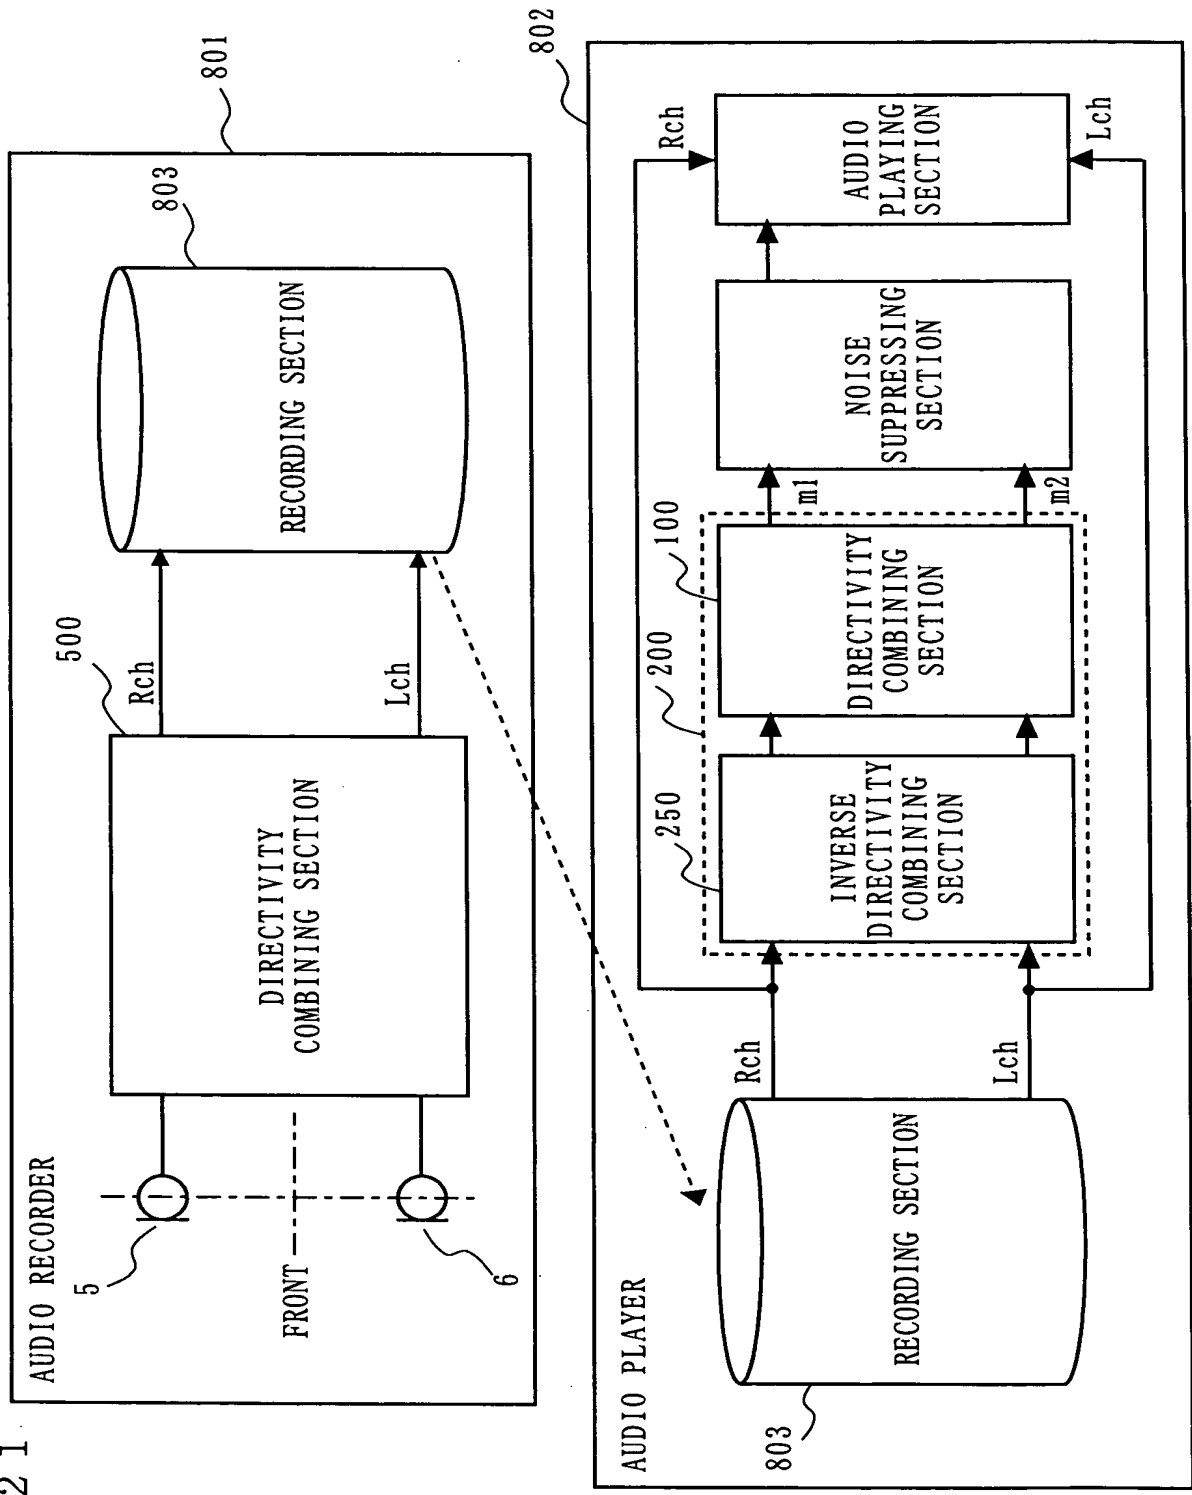 2 1
AUDIO RECORDER
801
5
6
FRONT
DIRECTIVITY
COMBINING SECTION
500
Rch
Lch
RECORDING SECTION
803
AUDIO PLAYER
802
803
RECORDING SECTION
Rch
Lch
250
INVERSE
DIRECTIVITY
COMBINING
SECTION
200
100
DIRECTIVITY
COMBINING
SECTION
m1
m2
NOISE
SUPPRESSING
SECTION
Rch
Lch
AUDIO
PLAYING
SECTION